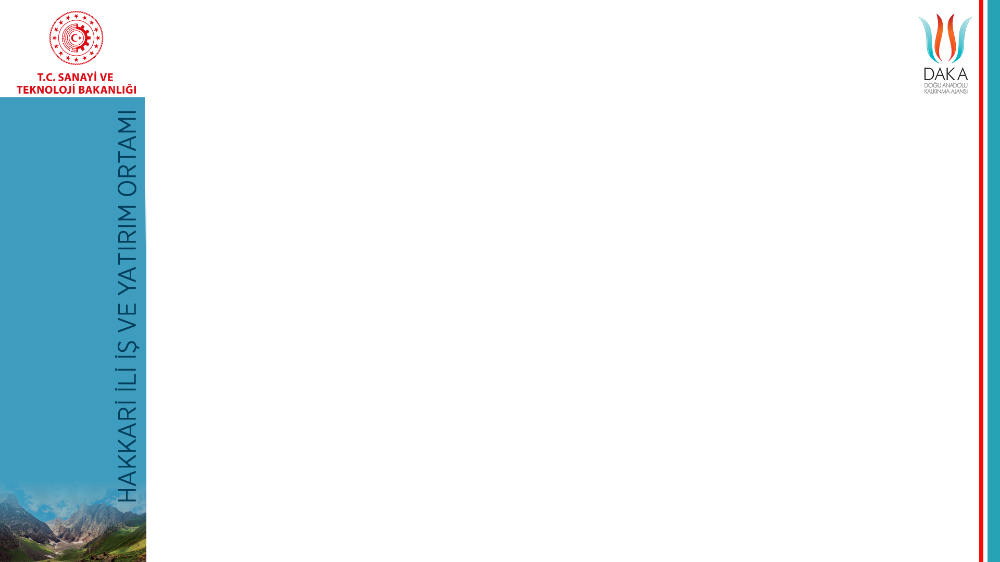 T.C. SANAYİ VE
TEKNOLOJİ BAKANLIĞI
DAKA
DOĞU ANADOLU
KALKINMA AJANSI
HAKKARİ İLİ İŞ VE YATIRIM ORTAMI